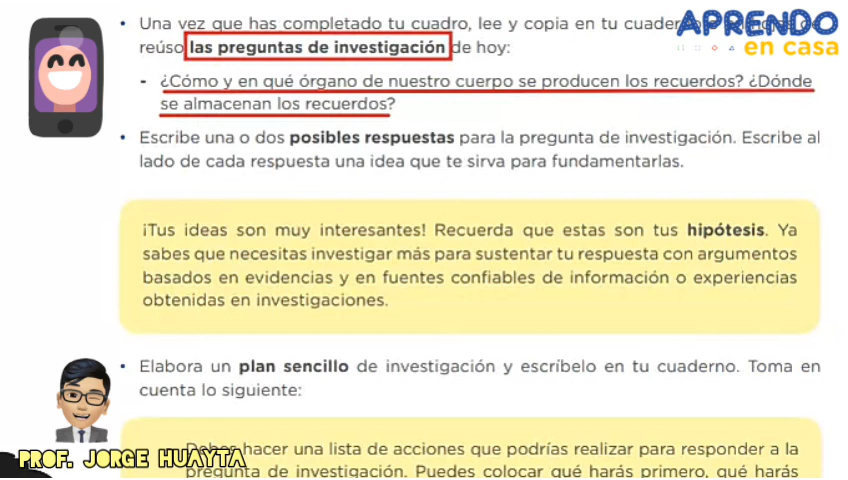 Una vez que has completado tu cuadro, lee y copia en tu cuaderno
reúso las preguntas de investigación de hoy:
- ¿Cómo y en qué órgano de nuestro cuerpo se producen los recuerdos? ¿Dónde
se almacenan los recuerdos?
Escribe una o dos posibles respuestas para la pregunta de investigación. Escribe al
lado de cada respuesta una idea que te sirva para fundamentarlas.
¡Tus ideas son muy interesantes! Recuerda que estas son tus hipótesis. Ya
sabes que necesitas investigar más para sustentar tu respuesta con argumentos
basados en evidencias y en fuentes confiables de información o experiencias
obtenidas en investigaciones.
Elabora un plan sencillo de investigación y escríbelo en tu cuaderno. Toma en
cuenta lo siguiente:
Debes hacer una lista de acciones que podrías realizar para responder a la
pregunta de investigación. Puedes colocar qué harás primero, qué harás
APRENDO
en casa
PROF. JORGE HUAYTA